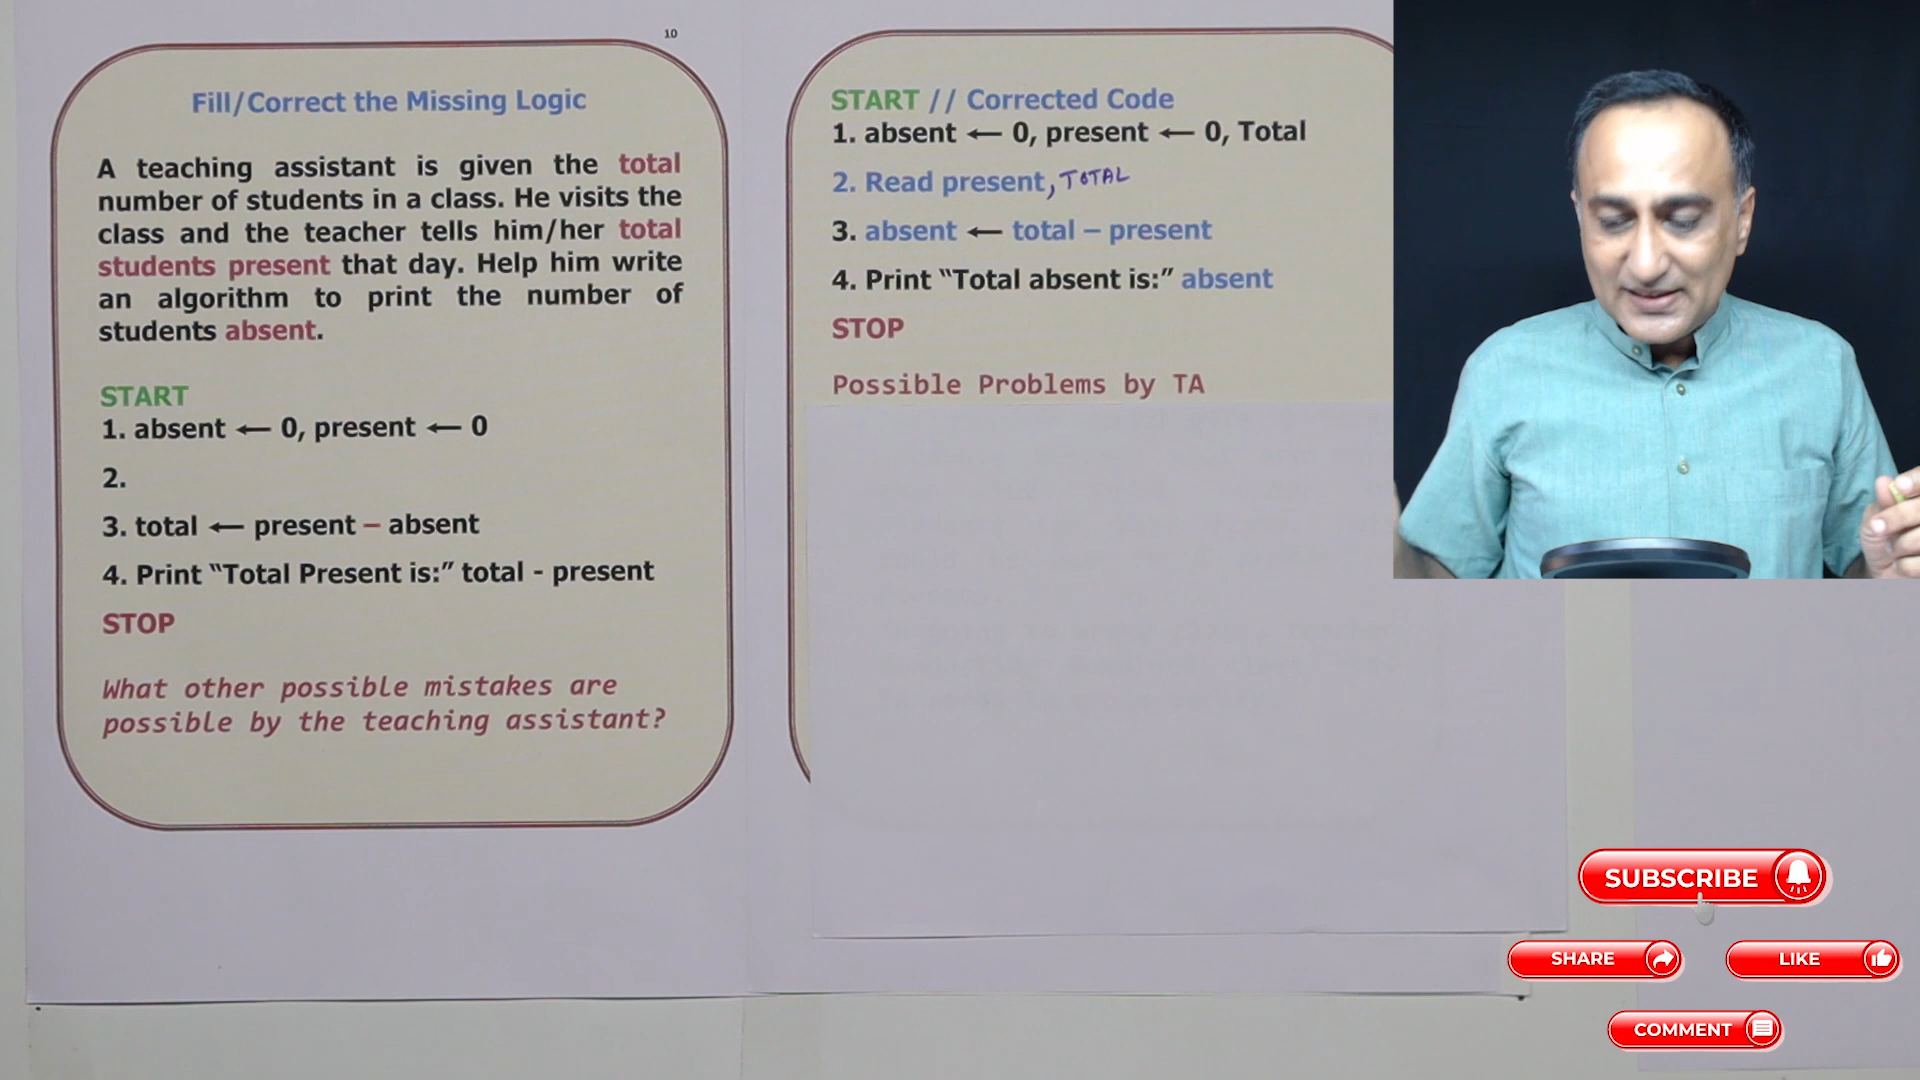 10
Fill/Correct the Missing Logic
A teaching assistant is given the total
number of students in a class. He visits the
class and the teacher tells him/her total
students present that day. Help him write
an algorithm to print the number of
students absent.
START
1. absent ← 0, present ← 0
2.
3. total ← present – absent
4. Print “Total Present is:” total - present
STOP
What other possible mistakes are
possible by the teaching assistant?
START // Corrected Code
1. absent ← 0, present ← 0, Total
2. Read present, TOTAL
3. absent ← total – present
4. Print “Total absent is:” absent
STOP
Possible Problems by TA
SUBSCRIBE
SHARE
LIKE
COMMENT